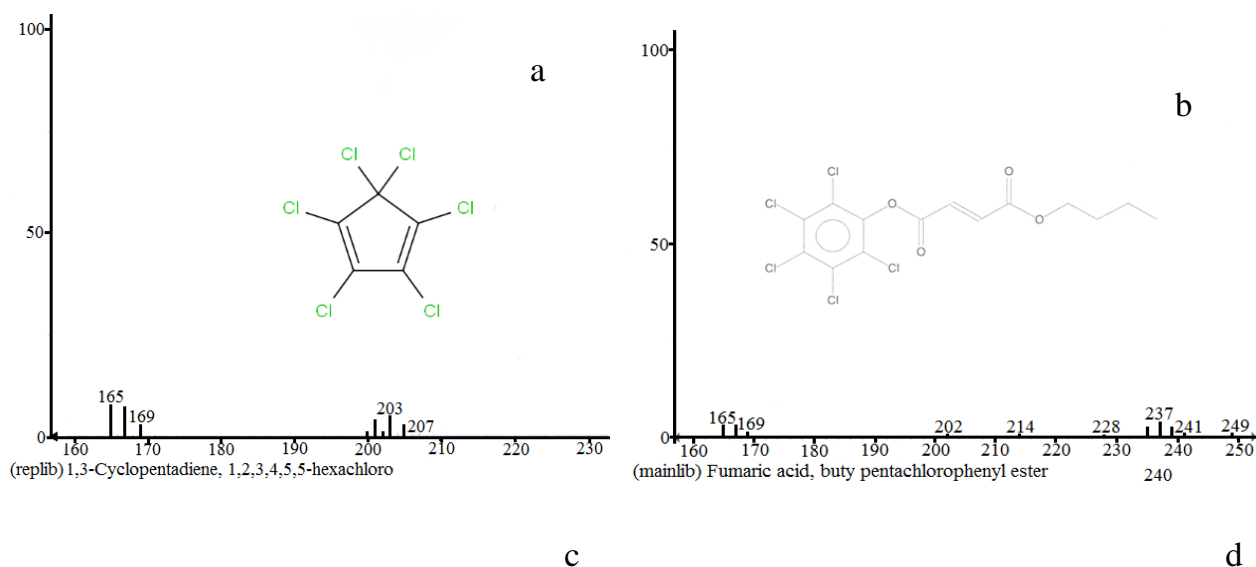 100
a
Cl Cl
Cl Cl
Cl Cl
50
165
169
203
207
0
160 170 180 190 200 210 220 230
(replib) 1,3-Cyclopentadiene, 1,2,3,4,5,5-hexachloro
100
b
Cl O
Cl O
O
Cl Cl O
Cl
50
165
169
202 214 228 237 241 249
0
160 170 180 190 200 210 220 230 240 250
(mainlib) Fumaric acid, buty pentachlorophenyl ester
240
c
d